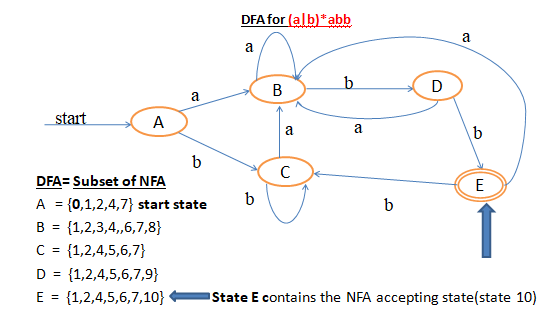 DFA for (a|b)*abb
a
a
B
b
D
a
start
A
a
a
b
b
C
E
b
b
DFA= Subset of NFA
A = {0,1,2,4,7} start state
B = {1,2,3,4,,6,7,8}
C = {1,2,4,5,6,7}
D = {1,2,4,5,6,7,9}
E = {1,2,4,5,6,7,10} State E contains the NFA accepting state(state 10)